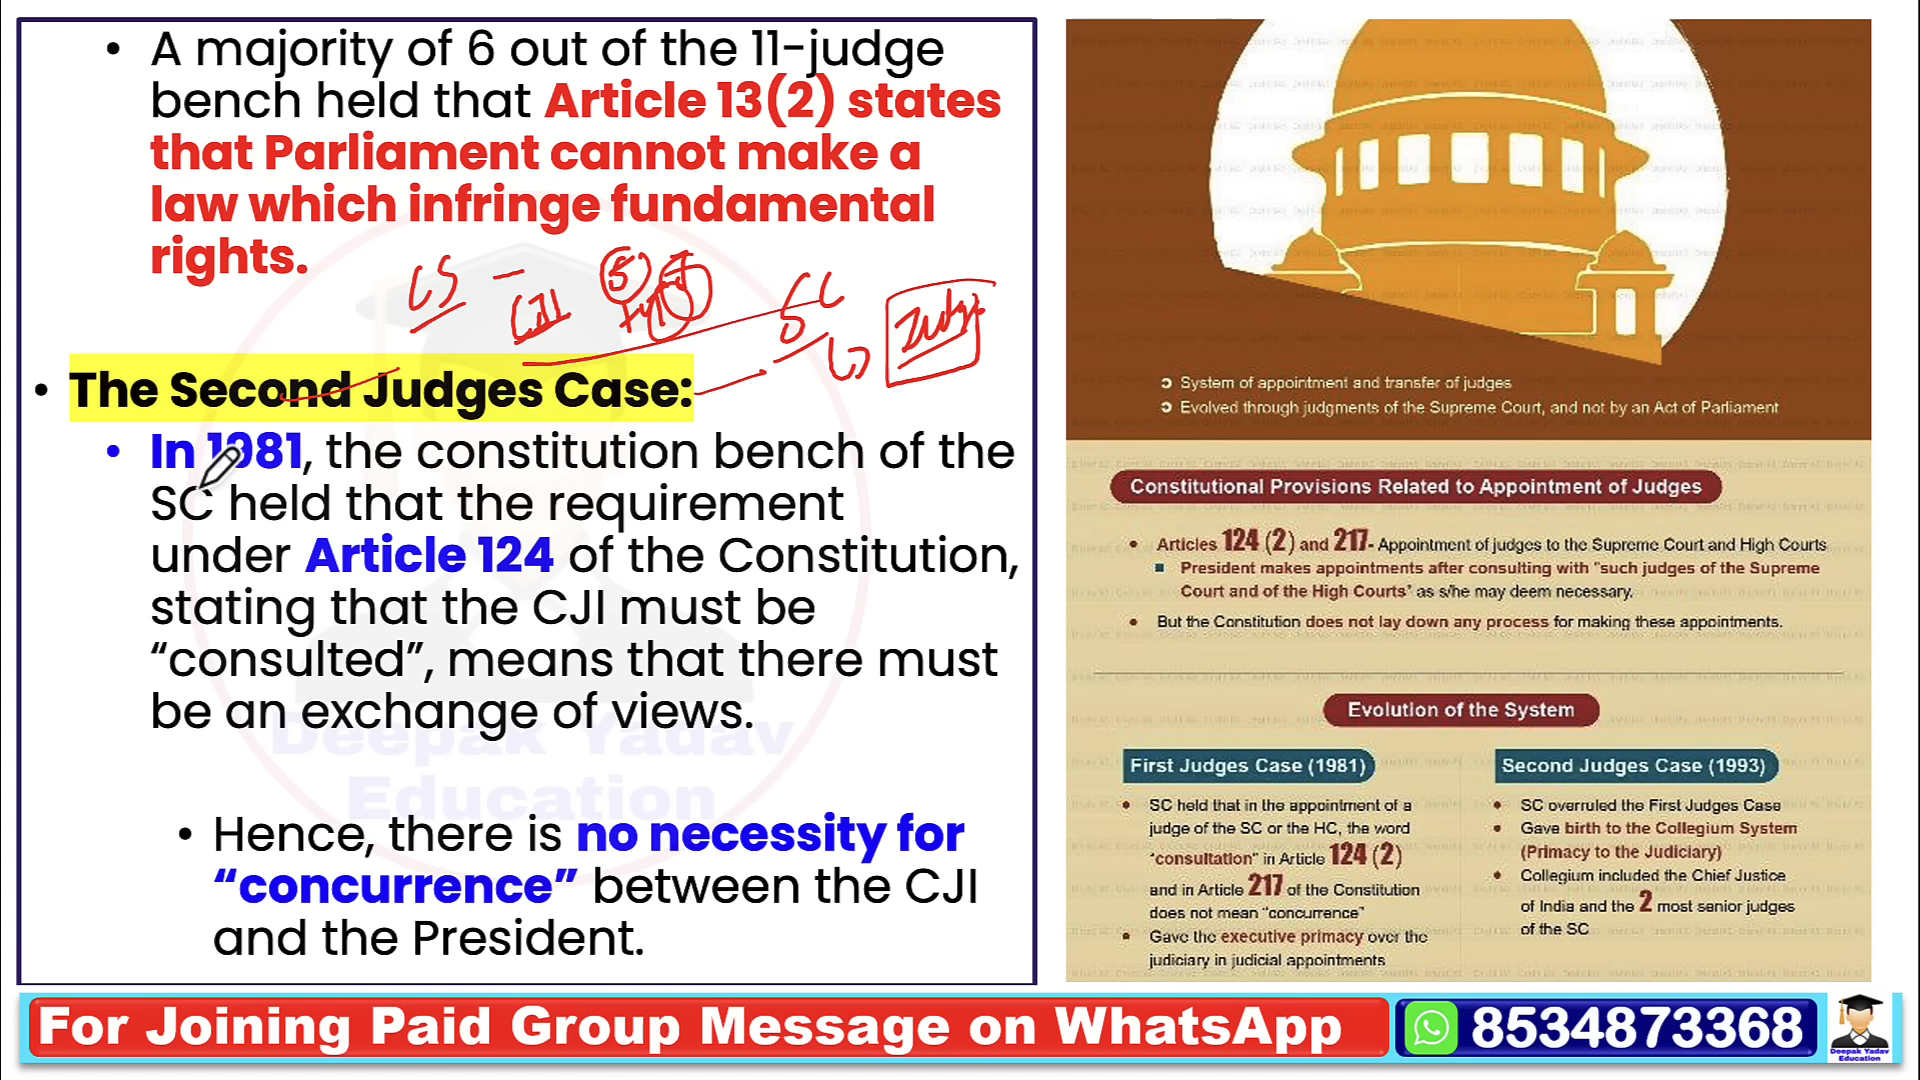 • A majority of 6 out of the 11-judge
bench held that Article 13(2) states
that Parliament cannot make a
law which infringe fundamental
rights.
CJI
5
SC
Judge
• The Second Judges Case:
• In 1981, the constitution bench of the
SC held that the requirement
under Article 124 of the Constitution,
stating that the CJI must be
“consulted”, means that there must
be an exchange of views.
Deepak Yadav
Education
• Hence, there is no necessity for
“concurrence” between the CJI
and the President.
System of appointment and transfer of judges
Evolved through judgments of the Supreme Court, and not by an Act of Parliament
Constitutional Provisions Related to Appointment of Judges
• Articles 124 (2) and 217- Appointment of judges to the Supreme Court and High Courts
President makes appointments after consulting with "such judges of the Supreme
Court and of the High Courts" as s/he may deem necessary.
• But the Constitution does not lay down any process for making these appointments.
Evolution of the System
First Judges Case (1981)
• SC held that in the appointment of a
judge of the SC or the HC, the word
"consultation" in Article 124 (2)
and in Article 217 of the Constitution
does not mean "concurrence"
• Gave the executive primacy over the
judiciary in judicial appointments
Second Judges Case (1993)
• SC overruled the First Judges Case
• Gave birth to the Collegium System
(Primacy to the Judiciary)
• Collegium included the Chief Justice
of India and the 2 most senior judges
of the SC
For Joining Paid Group Message on WhatsApp
8534873368
Deepak Yadav
Education